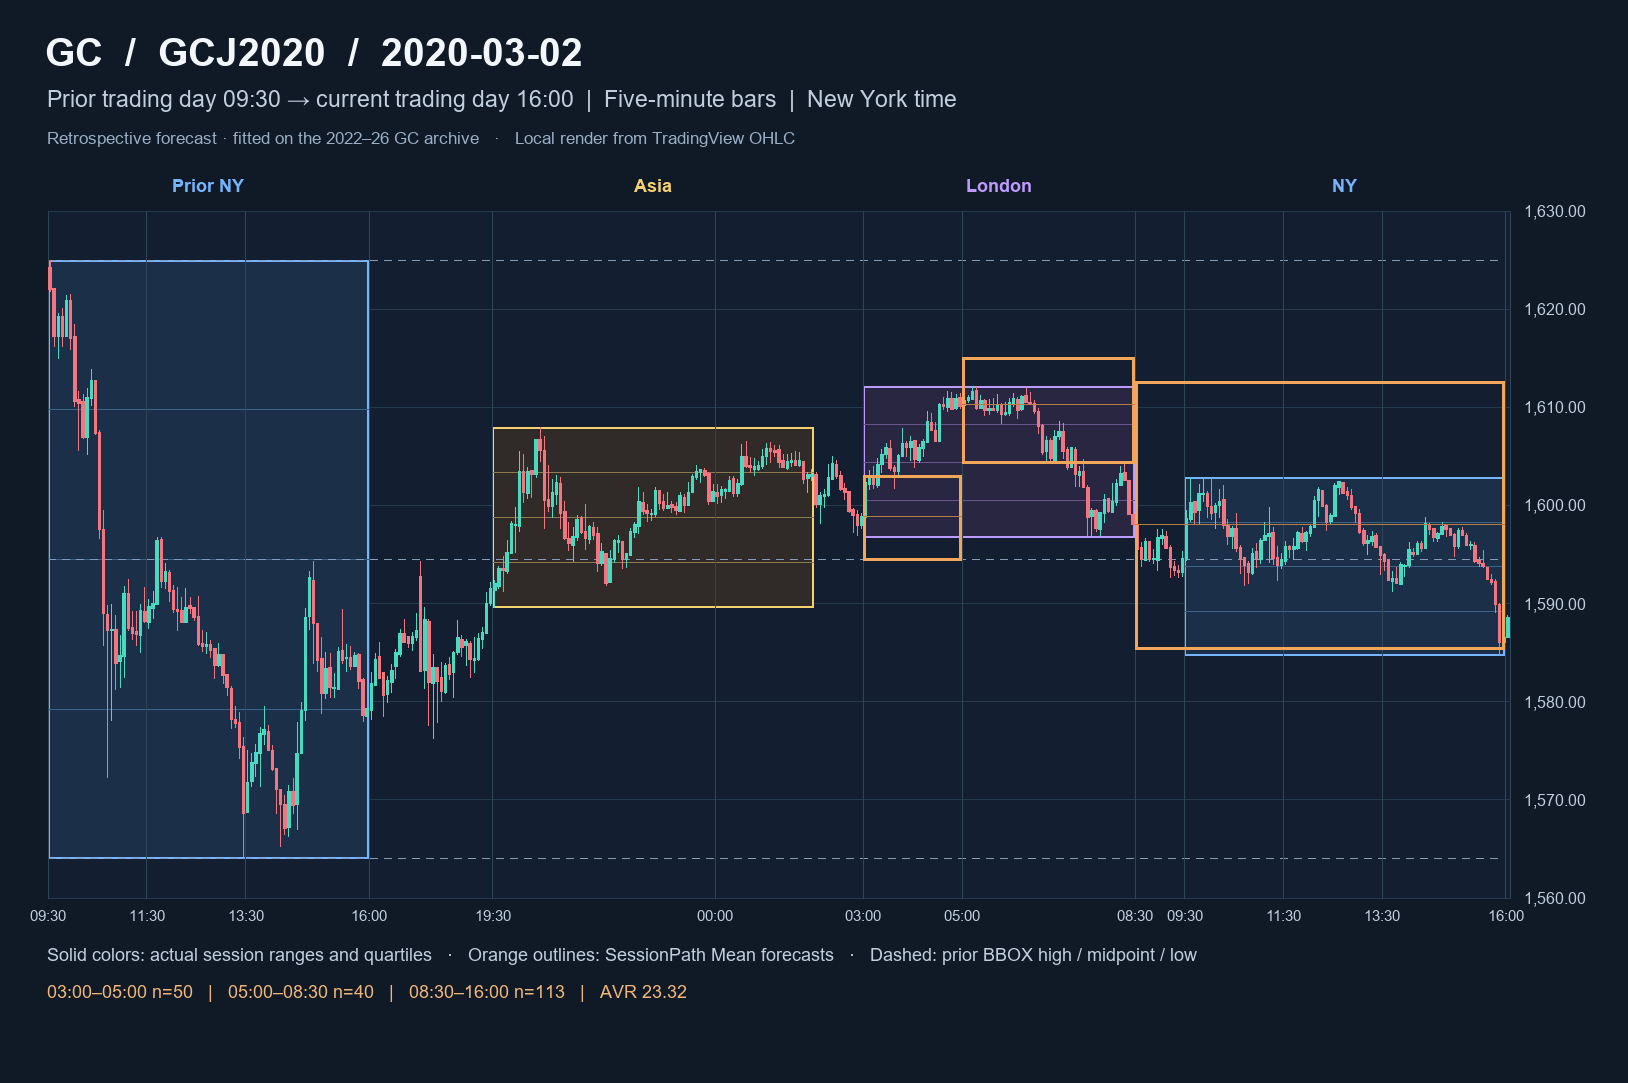 GC / GCJ2020 / 2020-03-02
Prior trading day 09:30 → current trading day 16:00 | Five-minute bars | New York time
Retrospective forecast · fitted on the 2022–26 GC archive · Local render from TradingView OHLC
Prior NY Asia London NY
1,630.00
1,620.00
1,610.00
1,600.00
1,590.00
1,580.00
1,570.00
1,560.00
09:30 11:30 13:30 16:00 19:30 00:00 03:00 05:00 08:30 09:30 11:30 13:30 16:00
Solid colors: actual session ranges and quartiles · Orange outlines: SessionPath Mean forecasts · Dashed: prior BBOX high / midpoint / low
03:00–05:00 n=50 | 05:00–08:30 n=40 | 08:30–16:00 n=113 | AVR 23.32